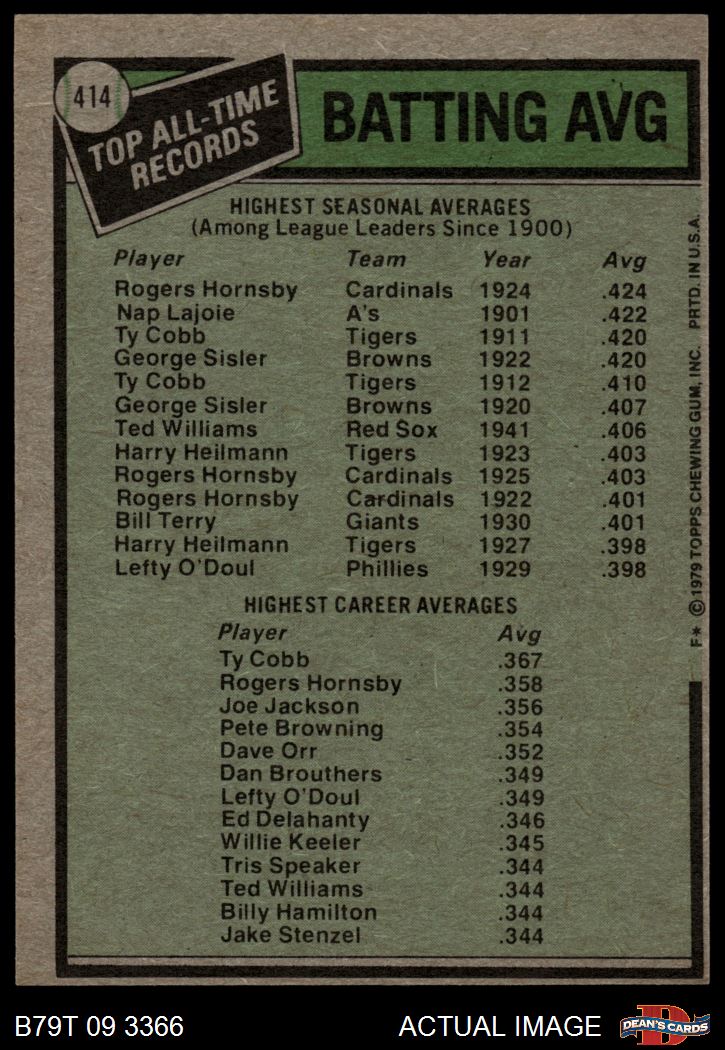 414
TOP ALL-TIME
RECORDS
BATTING AVG
HIGHEST SEASONAL AVERAGES
(Among League Leaders Since 1900)
Player Team Year Avg
Rogers Hornsby Cardinals 1924 .424
Nap Lajoie A's 1901 .422
Ty Cobb Tigers 1911 .420
George Sisler Browns 1922 .420
Ty Cobb Tigers 1912 .410
George Sisler Browns 1920 .407
Ted Williams Red Sox 1941 .406
Harry Heilmann Tigers 1923 .403
Rogers Hornsby Cardinals 1925 .403
Rogers Hornsby Cardinals 1922 .401
Bill Terry Giants 1930 .401
Harry Heilmann Tigers 1927 .398
Lefty O'Doul Phillies 1929 .398
HIGHEST CAREER AVERAGES
Player Avg
Ty Cobb .367
Rogers Hornsby .358
Joe Jackson .356
Pete Browning .354
Dave Orr .352
Dan Brouthers .349
Lefty O'Doul .349
Ed Delahanty .346
Willie Keeler .345
Tris Speaker .344
Ted Williams .344
Billy Hamilton .344
Jake Stenzel .344
F* © 1979 TOPPS CHEWING GUM, INC. PRTD. IN U.S.A.
B79T 09 3366 ACTUAL IMAGE
D
DEAN'S CARDS